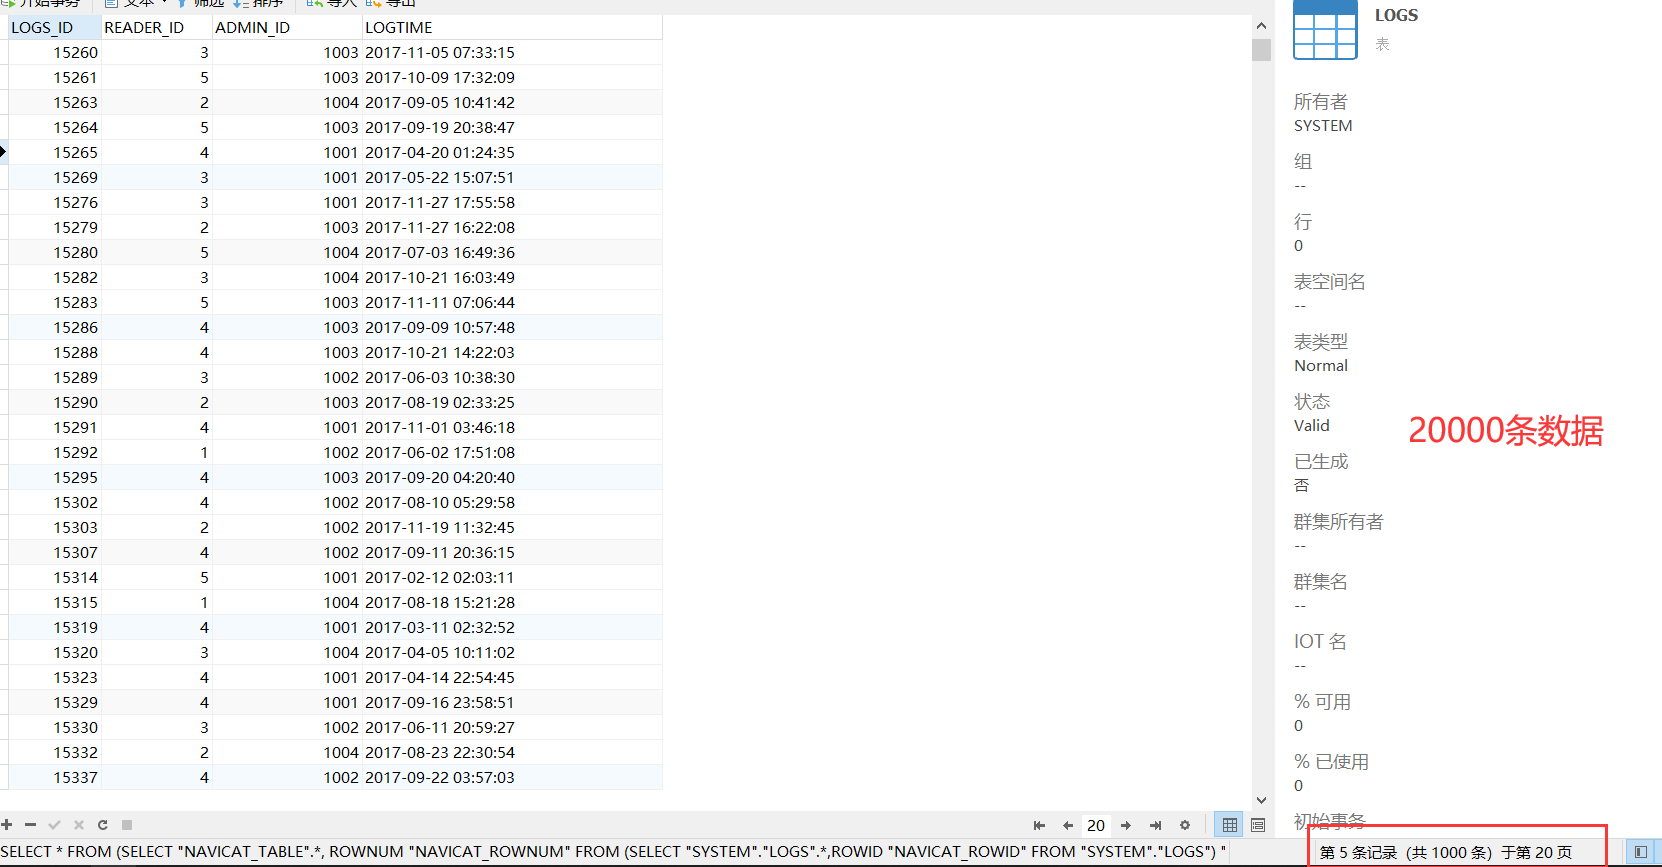 开始事务 文本 筛选 排序 导入 导出
LOGS_ID READER_ID ADMIN_ID LOGTIME
15260 3 1003 2017-11-05 07:33:15
15261 5 1003 2017-10-09 17:32:09
15263 2 1004 2017-09-05 10:41:42
15264 5 1003 2017-09-19 20:38:47
15265 4 1001 2017-04-20 01:24:35
15269 3 1001 2017-05-22 15:07:51
15276 3 1001 2017-11-27 17:55:58
15279 2 1003 2017-11-27 16:22:08
15280 5 1004 2017-07-03 16:49:36
15282 3 1004 2017-10-21 16:03:49
15283 5 1003 2017-11-11 07:06:44
15286 4 1003 2017-09-09 10:57:48
15288 4 1003 2017-10-21 14:22:03
15289 3 1002 2017-06-03 10:38:30
15290 2 1003 2017-08-19 02:33:25
15291 4 1001 2017-11-01 03:46:18
15292 1 1002 2017-06-02 17:51:08
15295 4 1003 2017-09-20 04:20:40
15302 4 1002 2017-08-10 05:29:58
15303 2 1002 2017-11-19 11:32:45
15307 4 1002 2017-09-11 20:36:15
15314 5 1001 2017-02-12 02:03:11
15315 1 1004 2017-08-18 15:21:28
15319 4 1001 2017-03-11 02:32:52
15320 3 1004 2017-04-05 10:11:02
15323 4 1001 2017-04-14 22:54:45
15329 4 1001 2017-09-16 23:58:51
15330 3 1002 2017-06-11 20:59:27
15332 2 1004 2017-08-23 22:30:54
15337 4 1002 2017-09-22 03:57:03
20
SELECT * FROM (SELECT "NAVICAT_TABLE".*, ROWNUM "NAVICAT_ROWNUM" FROM (SELECT "SYSTEM"."LOGS".*,ROWID "NAVICAT_ROWID" FROM "SYSTEM"."LOGS") "
LOGS
表
所有者
SYSTEM
组
--
行
0
表空间名
--
表类型
Normal
状态
Valid
20000条数据
已生成
否
群集所有者
--
群集名
--
IOT 名
--
% 可用
0
% 已使用
0
初始事务
第 5 条记录（共 1000 条）于第 20 页